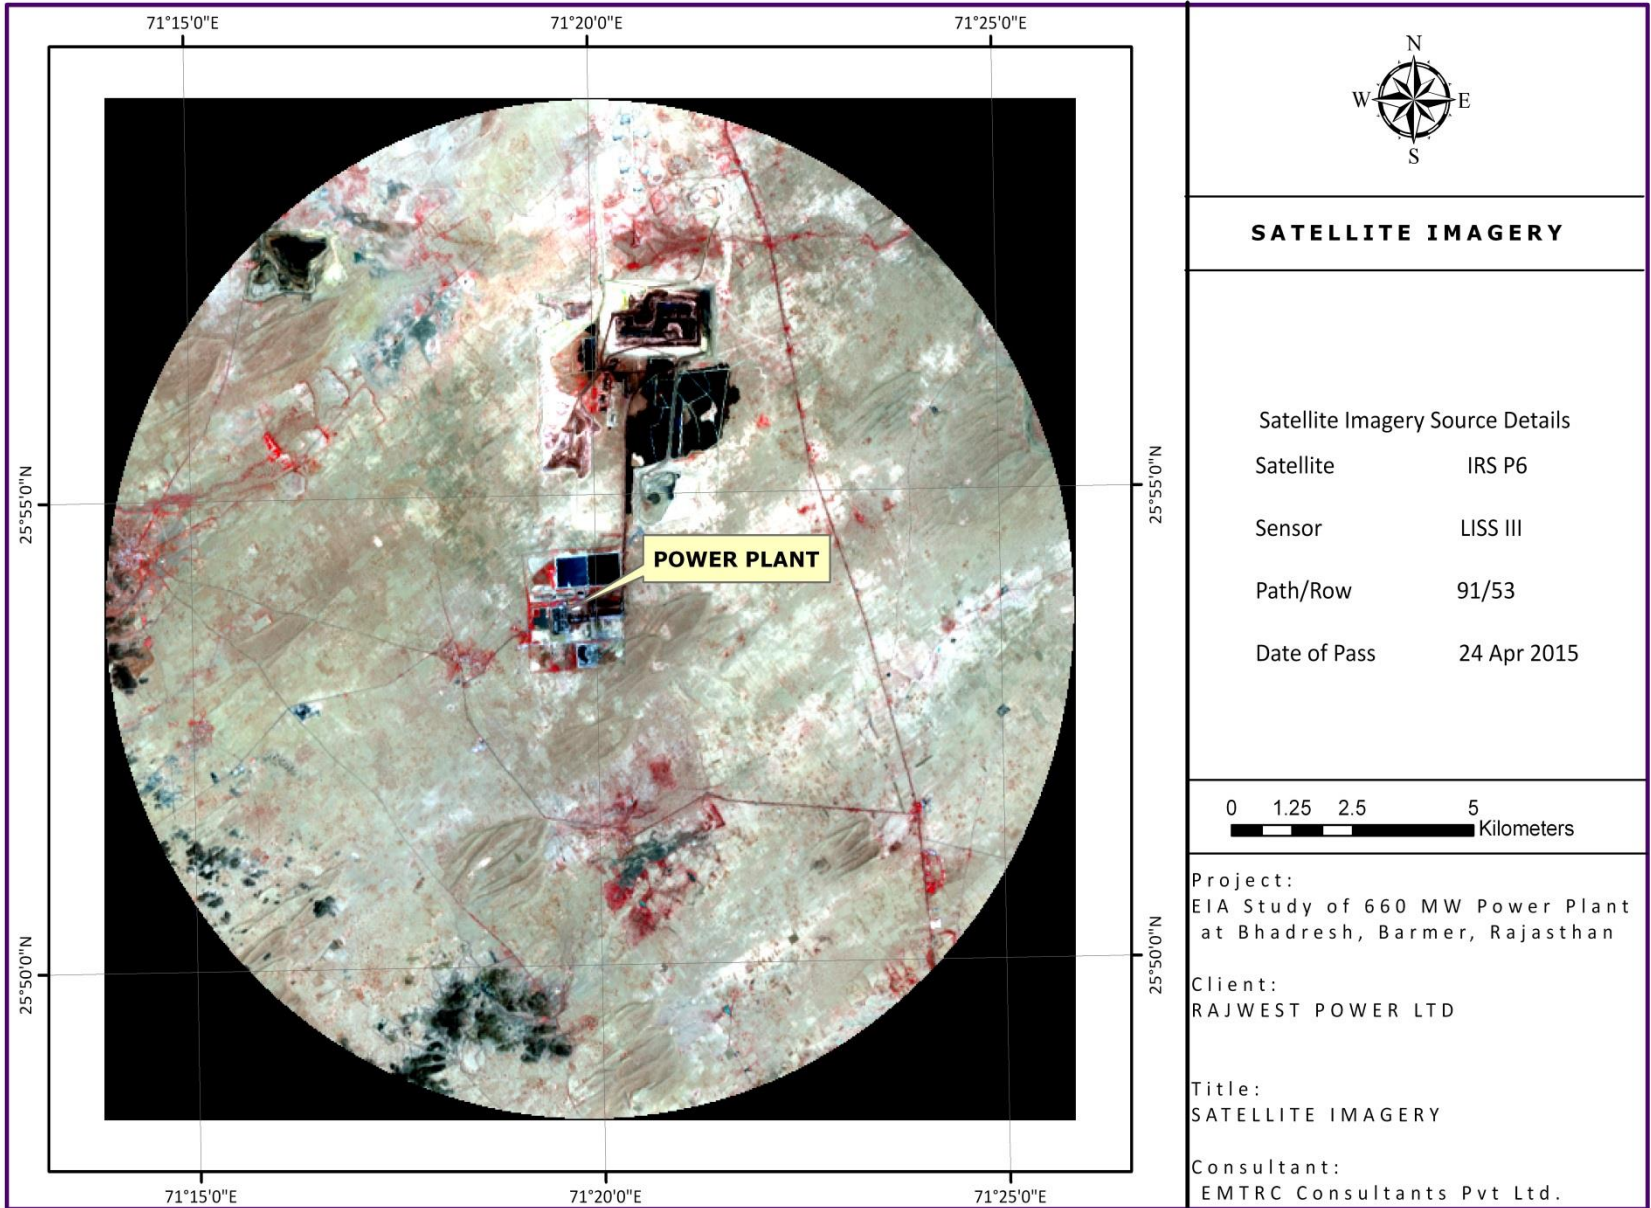 71°15'0"E
71°20'0"E
71°25'0"E
25°55'0"N
25°55'0"N
25°50'0"N
25°50'0"N
POWER PLANT
71°15'0"E
71°20'0"E
71°25'0"E
N
W
E
S
SATELLITE IMAGERY
Satellite Imagery Source Details
Satellite IRS P6
Sensor LISS III
Path/Row 91/53
Date of Pass 24 Apr 2015
0 1.25 2.5 5
Kilometers
Project:
EIA Study of 660 MW Power Plant
at Bhadresh, Barmer, Rajasthan
Client:
RAJWEST POWER LTD
Title:
SATELLITE IMAGERY
Consultant:
EMTRC Consultants Pvt Ltd.